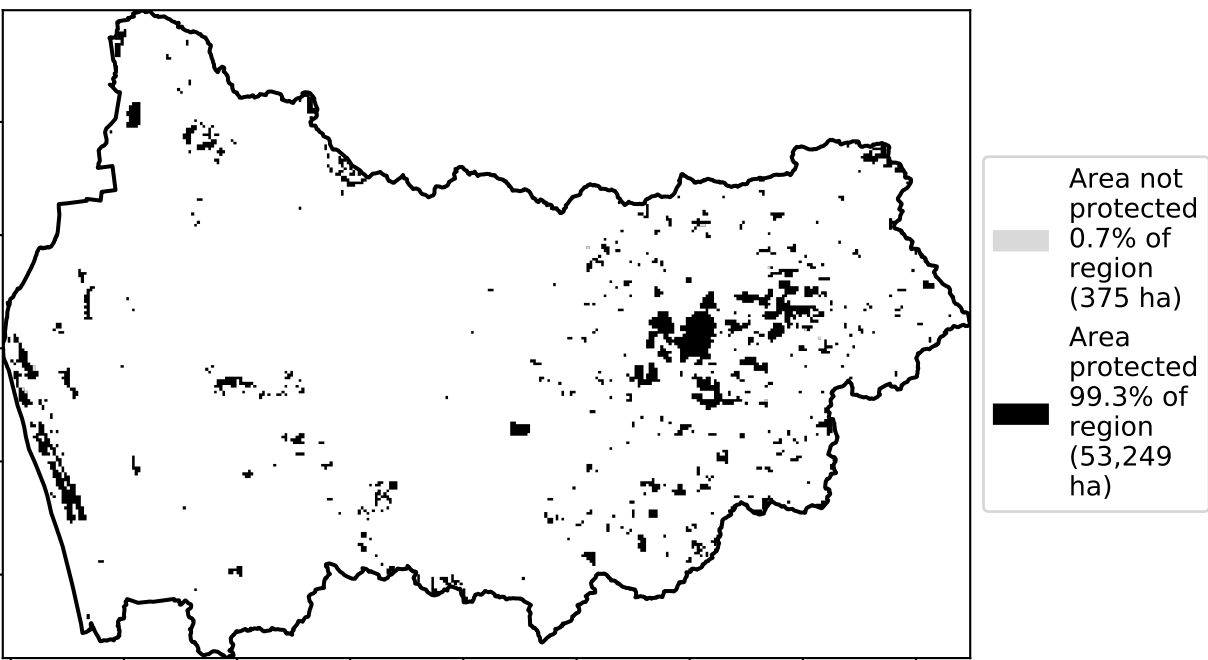 Area not
protected
0.7% of
region
(375 ha)
Area
protected
99.3% of
region
(53,249
ha)